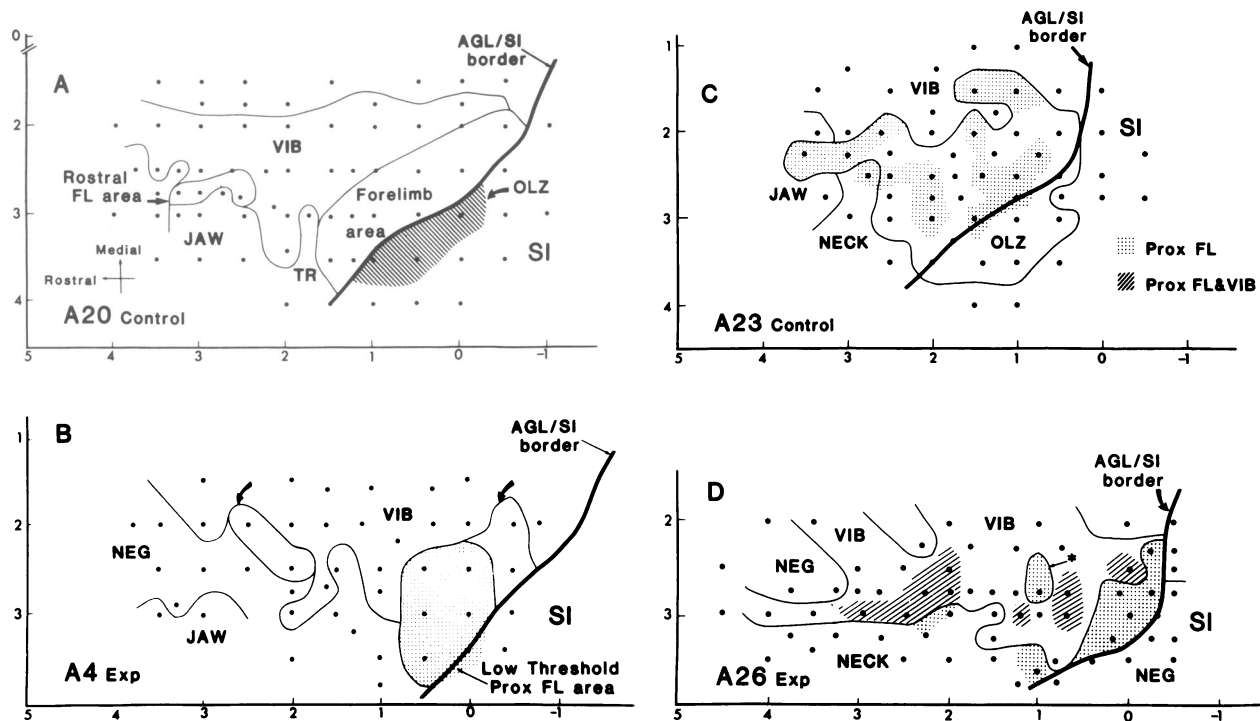 A
0
2
3
4
5
4
3
2
1
0
-1
AGL/SI
border
VIB
Rostral
FL area
JAW
Forelimb
area
OLZ
TR
SI
Medial
Rostral
A20 Control
C
1
2
3
4
5
4
3
2
1
0
-1
AGL/SI
border
VIB
SI
JAW
NECK
OLZ
Prox FL
Prox FL&VIB
A23 Control
B
1
2
3
4
5
4
3
2
1
0
-1
AGL/SI
border
VIB
NEG
JAW
SI
Low Threshold
Prox FL area
A4 Exp
D
2
3
5
4
3
2
1
0
-1
AGL/SI
border
VIB
VIB
NEG
*
SI
NECK
NEG
A26 Exp